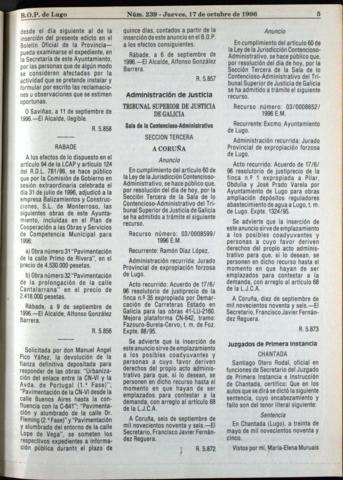 B.O.P. de Lugo
Núm. 239 - Jueves, 17 de octubre de 1996
5
desde el día siguiente al de la
inserción del presente edicto en el
Boletín Oficial de la Provincia—
pueda examinarse el expediente, en
la Secretaría de este Ayuntamiento,
por las personas que de algún modo
se consideren afectadas por la
actividad que se pretende instalar y
formular por escrito las reclamacio-
nes u observaciones que se estimen
oportunas.
O Saviñao, a 11 de septiembre de
1996.—El Alcalde, ilegible.
R. 5.858
RABADE
A los efectos de lo dispuesto en el
artículo 94 de la LCAP y artículo 124
del R.D.L. 781/86, se hace público
que por la Comisión de Gobierno en
sesión extraordinaria celebrada el
día 31 de julio de 1996, adjudicó a la
empresa Balizamientos y Construc-
ciones, S.L. de Monterroso, las
siguientes obras de este Ayunta-
miento, incluidas en el Plan de
Cooperación a las Obras y Servicios
de Competencia Municipal para
1996:
a) Obra número 31 "Pavimentación
de la calle Primo de Rivera", en el
precio de 4.530.000 pesetas.
b) Obra número 32 "Pavimentación
de la prolongación de la calle
Cantalarrana" en el precio de
2.418.000 pesetas.
Rábade, a 9 de septiembre de
1996.—El Alcalde, Alfonso González
Barrera.
R. 5.856
Solicitada por don Manuel Angel
Pico Yáñez, la devolución de la
fianza definitiva depositada para
responder de las obras: "Urbaniza-
ción del enlace entre CN-VI y la
Avda. de Portugal (1.ª Fase)";
"Pavimentación de la CN-VI desde la
calle Buenos Aires hasta la con-
fluencia con la C-641"; "Pavimenta-
ción y alumbrado de la calle Dr.
Fleming (2.ª Fase)" y "Pavimentación
y alumbrado del entorno de la calle
Lope de Vega", se someten los
respectivos expedientes a informa-
ción pública durante el plazo de
quince días, contados a partir de la
inserción de este anuncio en el B.O.P.
a los efectos consiguientes.
Rábade, a 6 de septiembre de
1996.—El Alcalde, Alfonso González
Barrera.
R. 5.857
Administración de Justicia
TRIBUNAL SUPERIOR DE JUSTICIA
DE GALICIA
Sala de lo Contencioso-Administrativo
SECCION TERCERA
A CORUÑA
Anuncio
En cumplimiento del artículo 60 de
la Ley de la Jurisdicción Contencioso-
Administrativo, se hace público que,
por resolución del día de hoy, por la
Sección Tercera de la Sala de lo
Contencioso-Administrativo del Tri-
bunal Superior de Justicia de Galicia
se ha admitido a trámite el siguiente
recurso.
Recurso número: 03/0008599/
1996 E.M.
Recurrente: Ramón Díaz López.
Administración recurrida: Jurado
Provincial de expropiación forzosa
de Lugo.
Acto recurrido: Acuerdo de 17/6/
96 resolutorio de justiprecio de la
finca n.º 35 expropiada por Demar-
cación de Carreteras Estado en
Galicia para las obras 41-LU-2160.
Mejora plataforma CN-642, tramo:
Fazouro-Burela-Cervo, t. m. de Foz.
Expte. 88/95.
Se advierte que la inserción de
este anuncio sirve de emplazamiento
a los posibles coadyuvantes y
personas a cuyo favor deriven
derechos del propio acto adminis-
trativo para que, si lo desean, se
personen en dicho recurso hasta el
momento en que hayan de ser
emplazados para contestar a la
demanda, con arreglo al artículo 68
de la L.J.C.A.
A Coruña, seis de septiembre de
mil novecientos noventa y seis.—El
Secretario, Francisco Javier Fernán-
dez Reguera.
R. 5.872
Anuncio
En cumplimiento del artículo 60 de
la Ley de la Jurisdicción Contencioso-
Administrativo, se hace público que,
por resolución del día de hoy, por la
Sección Tercera de la Sala de lo
Contencioso-Administrativo del Tri-
bunal Superior de Justicia de Galicia
se ha admitido a trámite el siguiente
recurso.
Recurso número: 03/0008652/
1996 E.M.
Recurrente: Excmo. Ayuntamiento
de Lugo.
Administración recurrida: Jurado
Provincial de expropiación forzosa
de Lugo.
Acto recurrido: Acuerdo de 17/6/
96 resolutorio de justiprecio de la
finca n.º 1 expropiada a Pilar,
Obdulia y José Prado Varela por
Ayuntamiento de Lugo para obras
ampliación depósitos reguladores
abastecimiento de agua a Lugo, t. m.
de Lugo. Expte. 1324/95.
Se advierte que la inserción de
este anuncio sirve de emplazamiento
a los posibles coadyuvantes y
personas a cuyo favor deriven
derechos del propio acto adminis-
trativo para que, si lo desean, se
personen en dicho recurso hasta el
momento en que hayan de ser
emplazados para contestar a la
demanda, con arreglo al artículo 68
de la L.J.C.A.
A Coruña, diez de septiembre de
mil novecientos noventa y seis.—El
Secretario, Francisco Javier Fernán-
dez Reguera.
R. 5.873
Juzgados de Primera Instancia
CHANTADA
Santiago Otero Rodal, oficial en
funciones de Secretario del Juzgado
de Primera Instancia e Instrucción
de Chantada, certifica: Que en los
autos que se dirá se dictó la siguiente
sentencia, cuyo encabezamiento y
fallo son del tenor literal siguiente:
Sentencia
En Chantada (Lugo), a treinta de
mayo de mil novecientos noventa y
cinco.
Vistos por mí, María-Elena Muruais